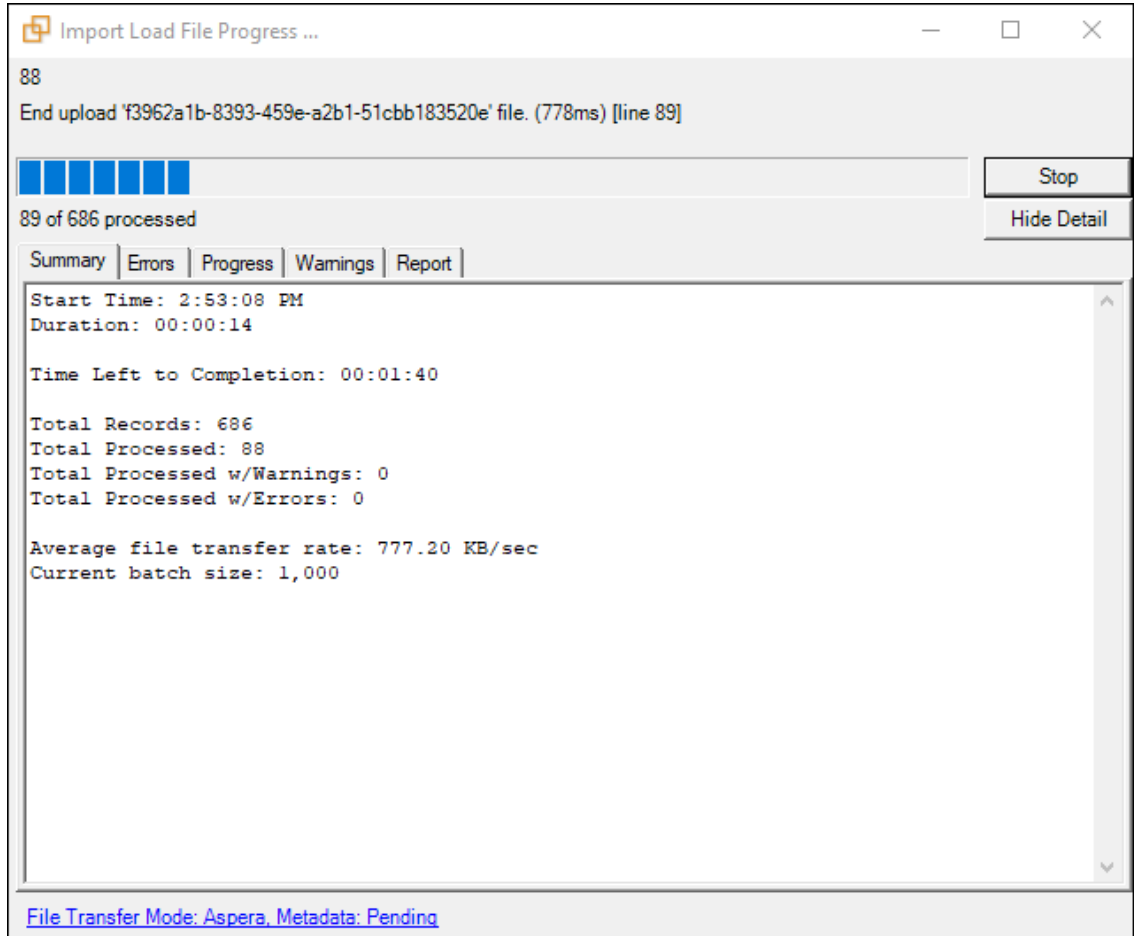 Import Load File Progress ...
88
End upload 'f3962a1b-8393-459e-a2b1-51cbb183520e' file. (778ms) [line 89]
Stop
89 of 686 processed
Hide Detail
Summary Errors Progress Warnings Report
Start Time: 2:53:08 PM
Duration: 00:00:14
Time Left to Completion: 00:01:40
Total Records: 686
Total Processed: 88
Total Processed w/Warnings: 0
Total Processed w/Errors: 0
Average file transfer rate: 777.20 KB/sec
Current batch size: 1,000
File Transfer Mode: Aspera, Metadata: Pending